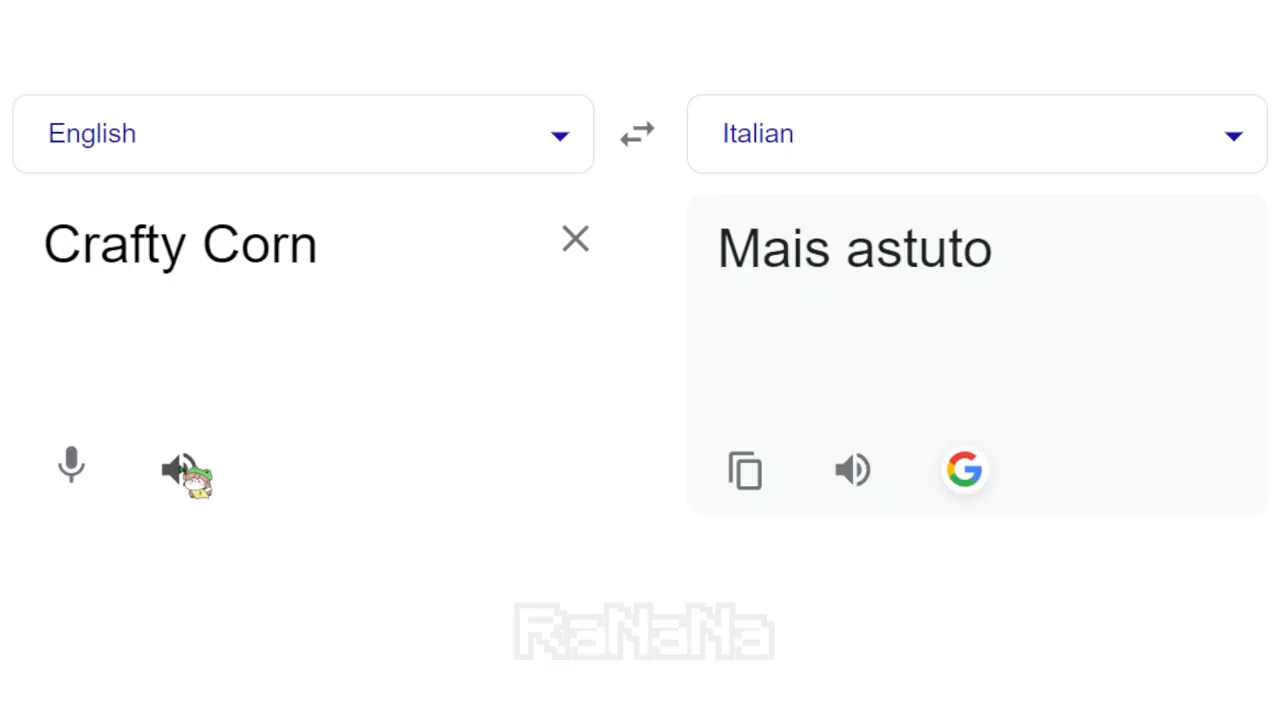 English
Italian
Crafty Corn
Mais astuto
RaNaNa